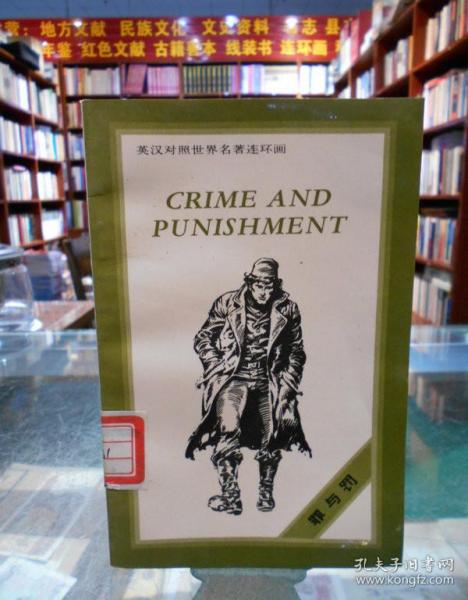 营：地方文献 民族文化 文史资料
年鉴 红色文献 古籍善本 线装书 连环画
英汉对照世界名著连环画
CRIME AND
PUNISHMENT
罪与罚
孔夫子旧书网
www.kongfz.com